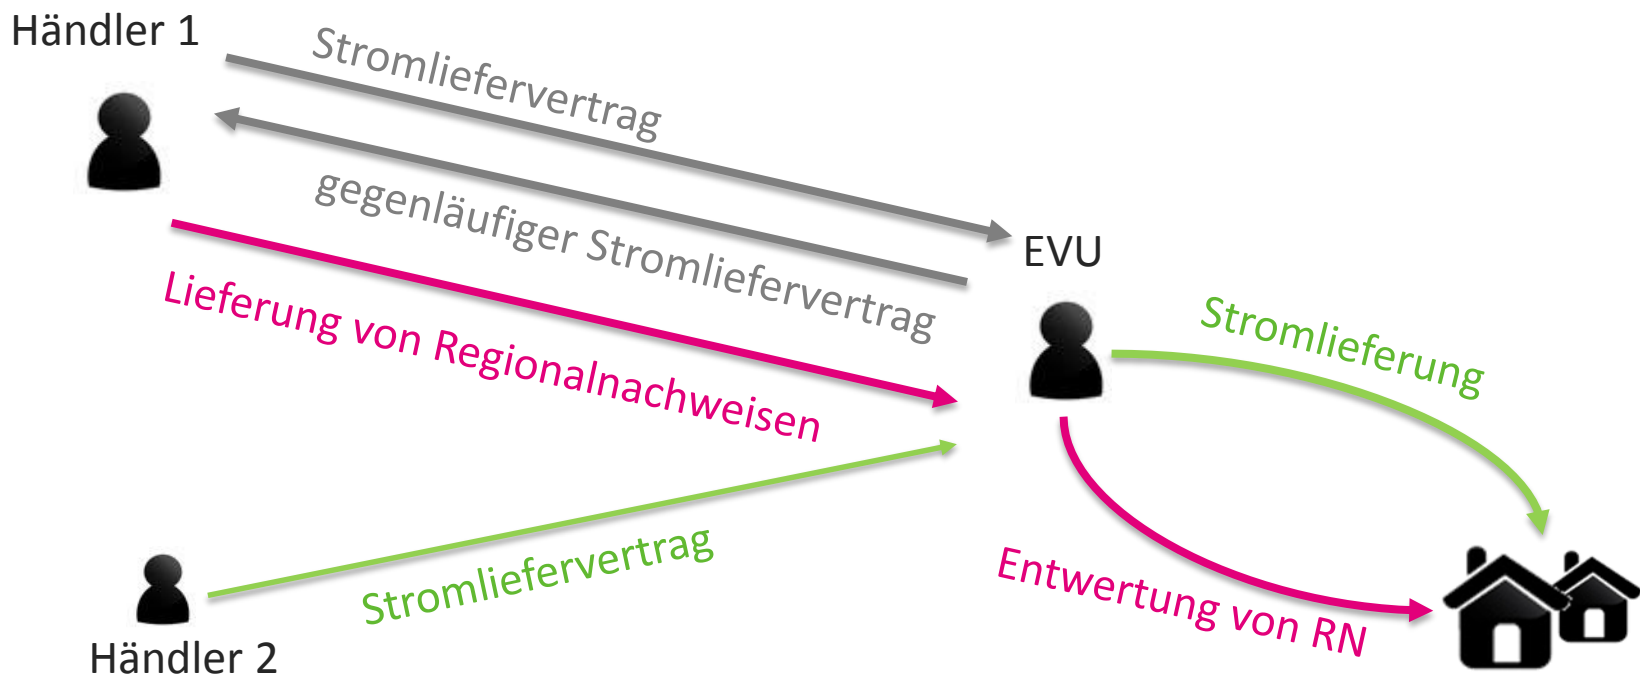 Händler 1
Stromliefervertrag
gegenläufiger Stromliefervertrag
EVU
Lieferung von Regionalnachweisen
Stromlieferung
Stromliefervertrag
Entwertung von RN
Händler 2